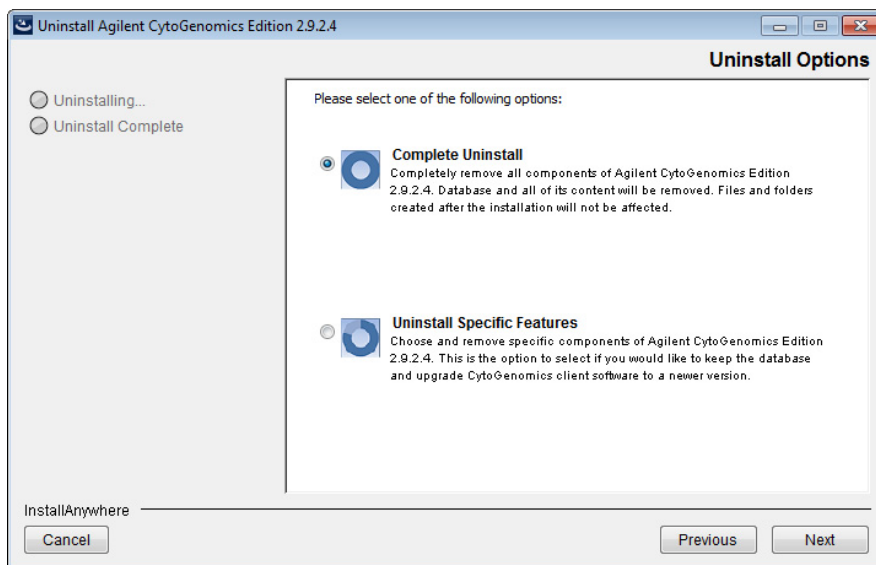 Uninstall Agilent CytoGenomics Edition 2.9.2.4
Uninstall Options
Uninstalling...
Uninstall Complete
Please select one of the following options:
Complete Uninstall
Completely remove all components of Agilent CytoGenomics Edition
2.9.2.4. Database and all of its content will be removed. Files and folders
created after the installation will not be affected.
Uninstall Specific Features
Choose and remove specific components of Agilent CytoGenomics Edition
2.9.2.4. This is the option to select if you would like to keep the database
and upgrade CytoGenomics client software to a newer version.
InstallAnywhere
Cancel
Previous
Next